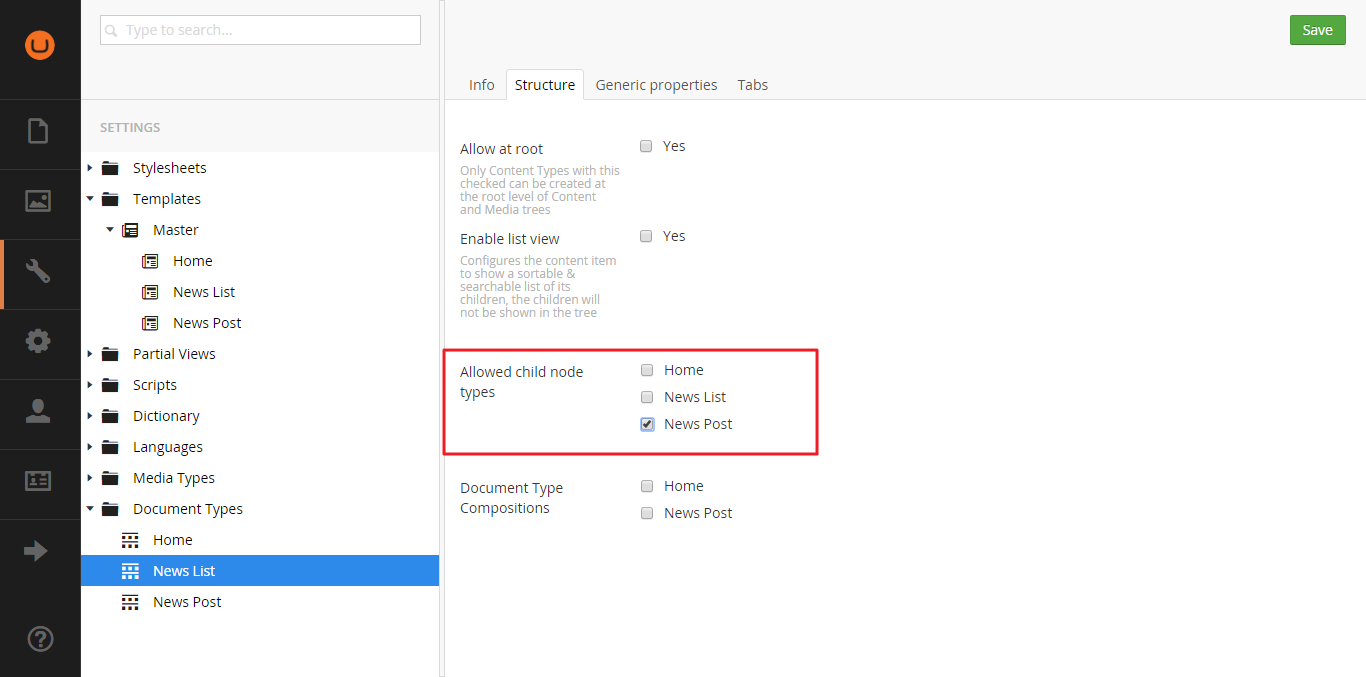 Type to search...
Save
Info
Structure
Generic properties
Tabs
SETTINGS
Stylesheets
Templates
Master
Home
News List
News Post
Partial Views
Scripts
Dictionary
Languages
Media Types
Document Types
Home
News List
News Post
Allow at root
Yes
Only Content Types with this
checked can be created at
the root level of Content
and Media trees
Enable list view
Yes
Configures the content item
to show a sortable &
searchable list of its
children, the children will
not be shown in the tree
Allowed child node
types
Home
News List
News Post
Document Type
Compositions
Home
News Post